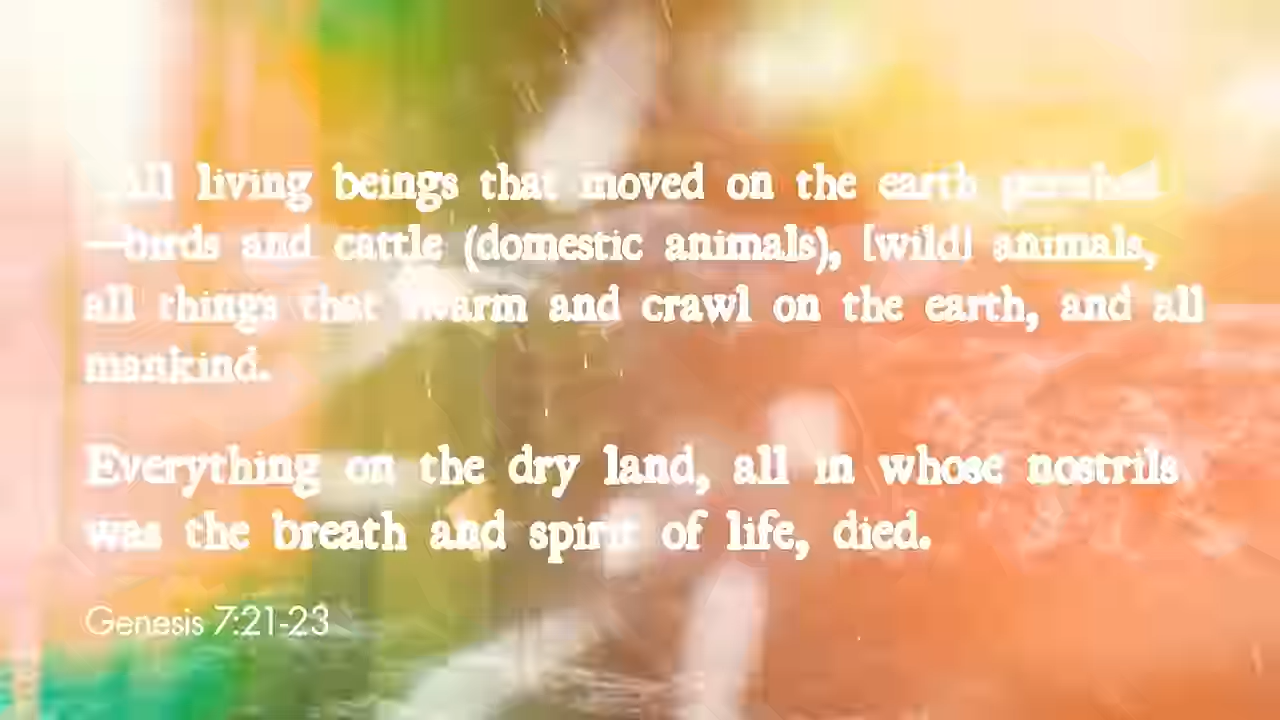 All living beings that moved on the earth perished
—birds and cattle (domestic animals), [wild] animals,
all things that swarm and crawl on the earth, and all
mankind.
Everything on the dry land, all in whose nostrils
was the breath and spirit of life, died.
Genesis 7:21-23